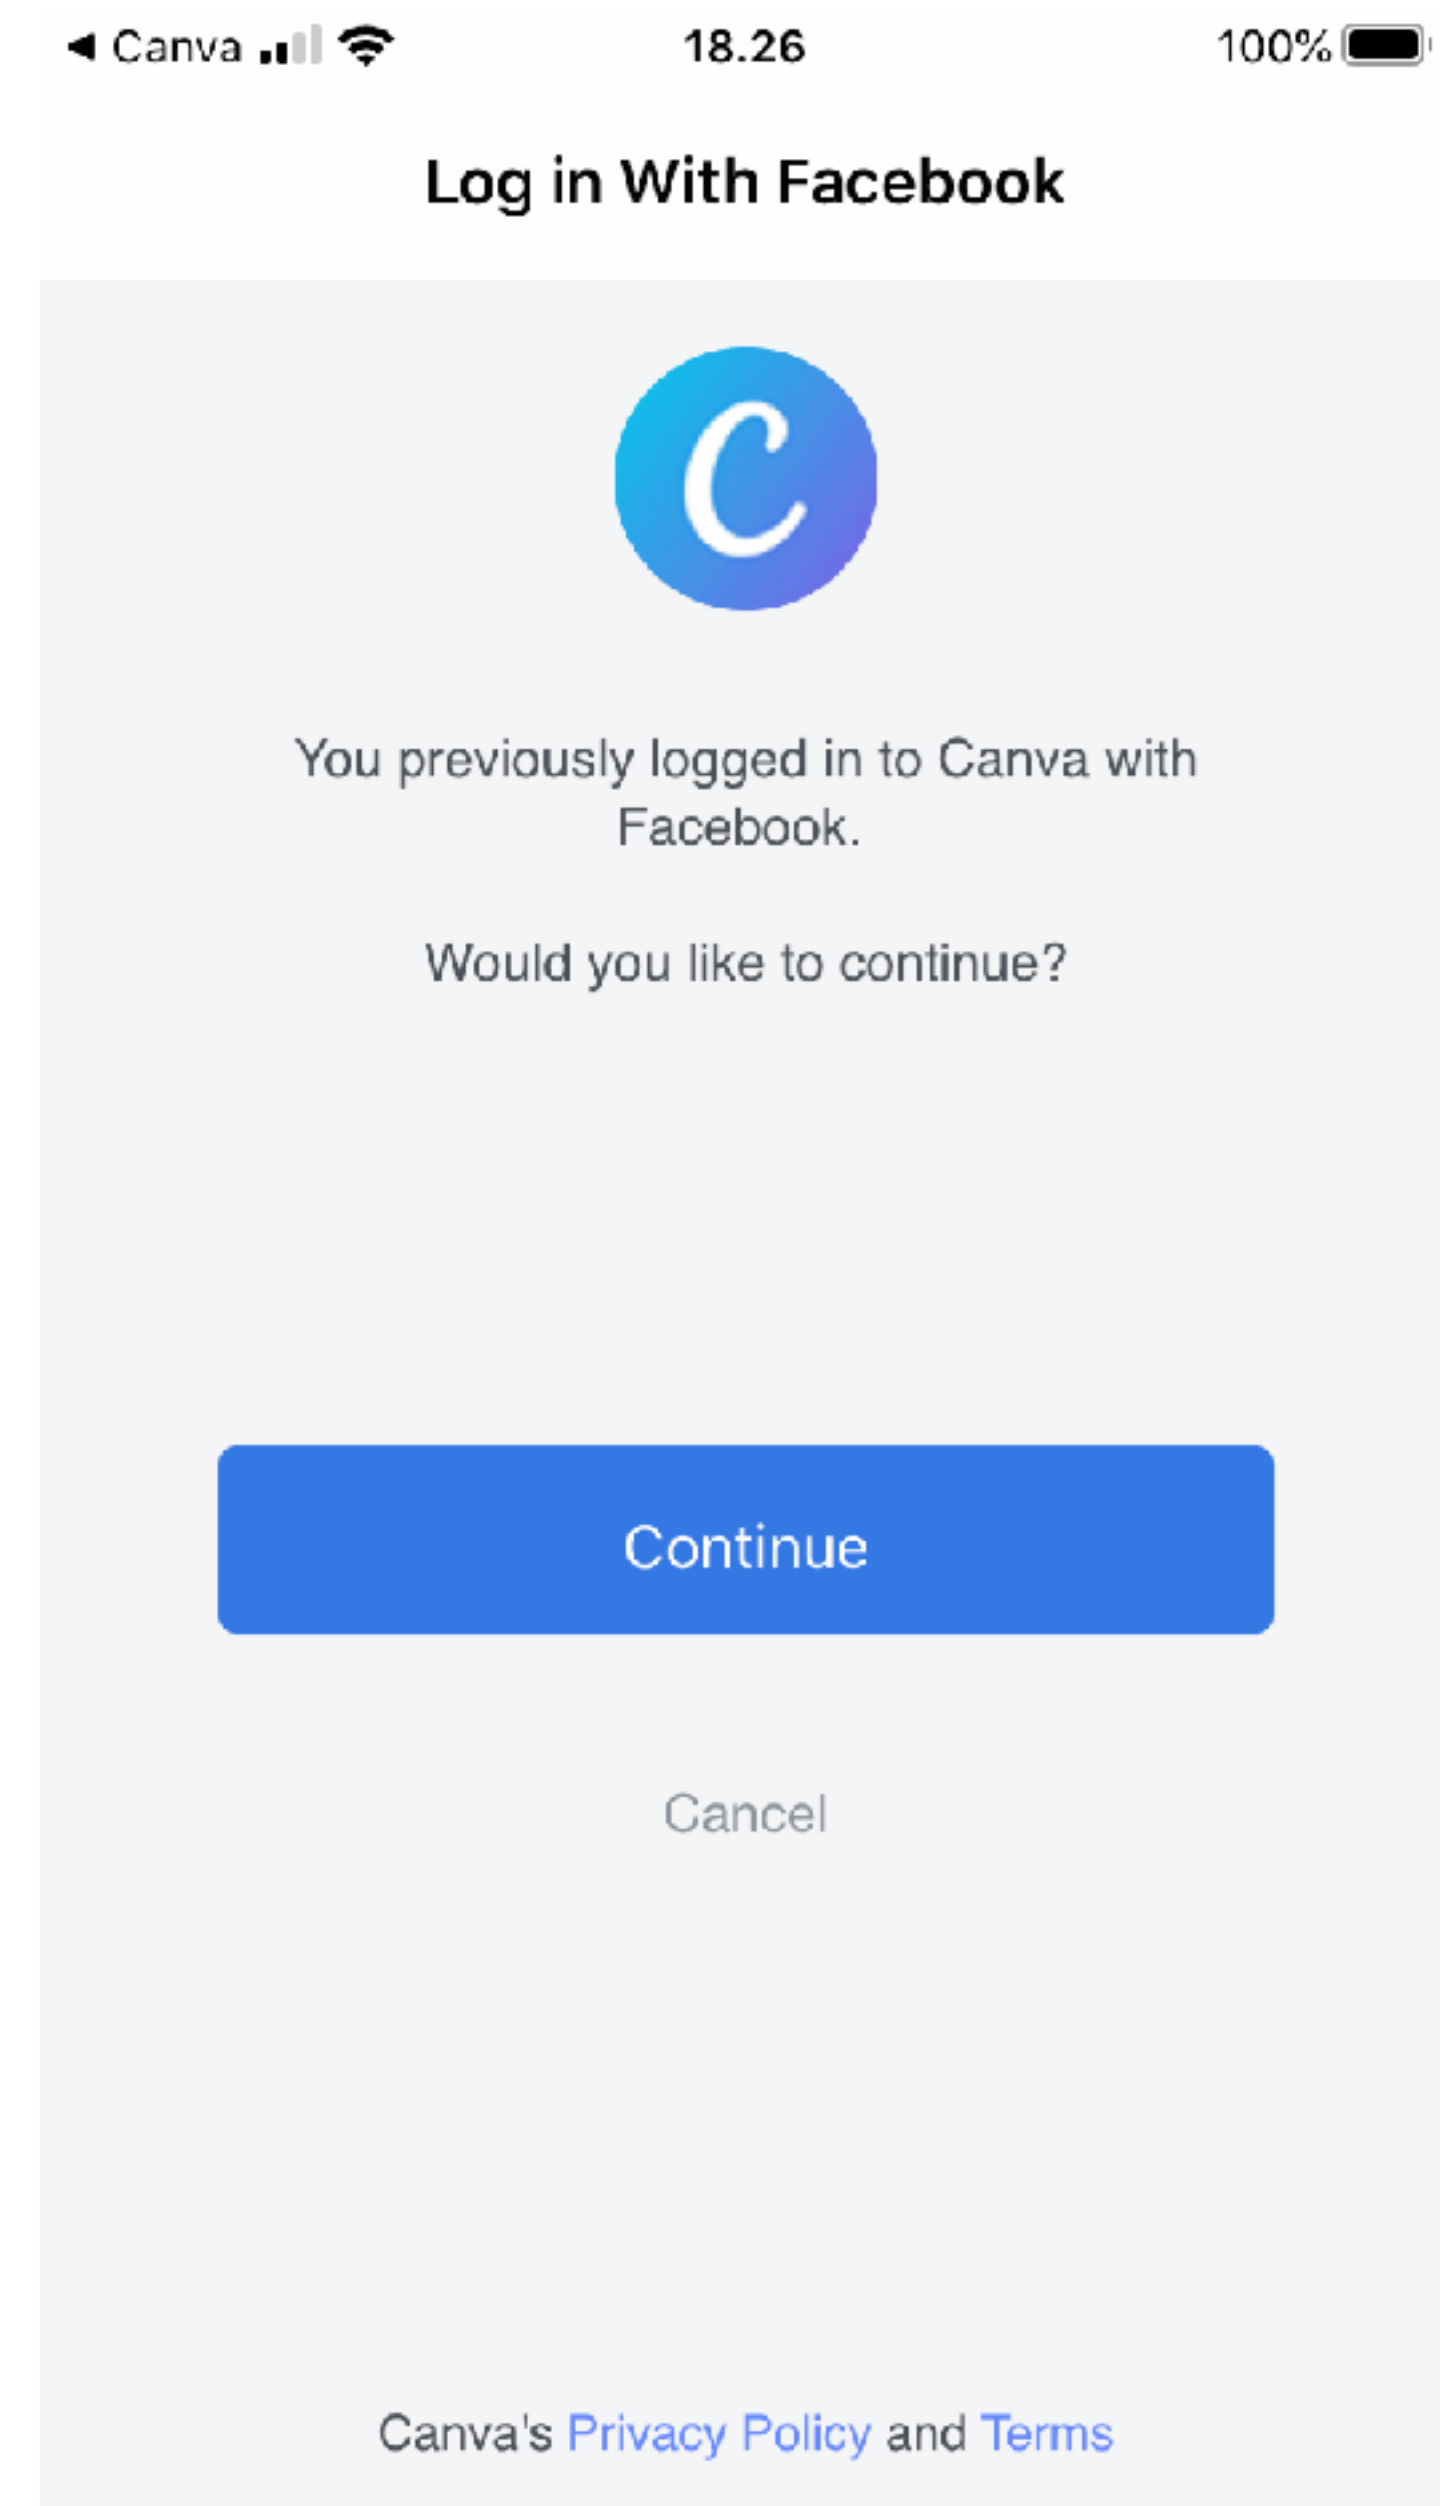 Canva
18.26
100%
Log in With Facebook
C
You previously logged in to Canva with
Facebook.
Would you like to continue?
Continue
Cancel
Canva's Privacy Policy and Terms